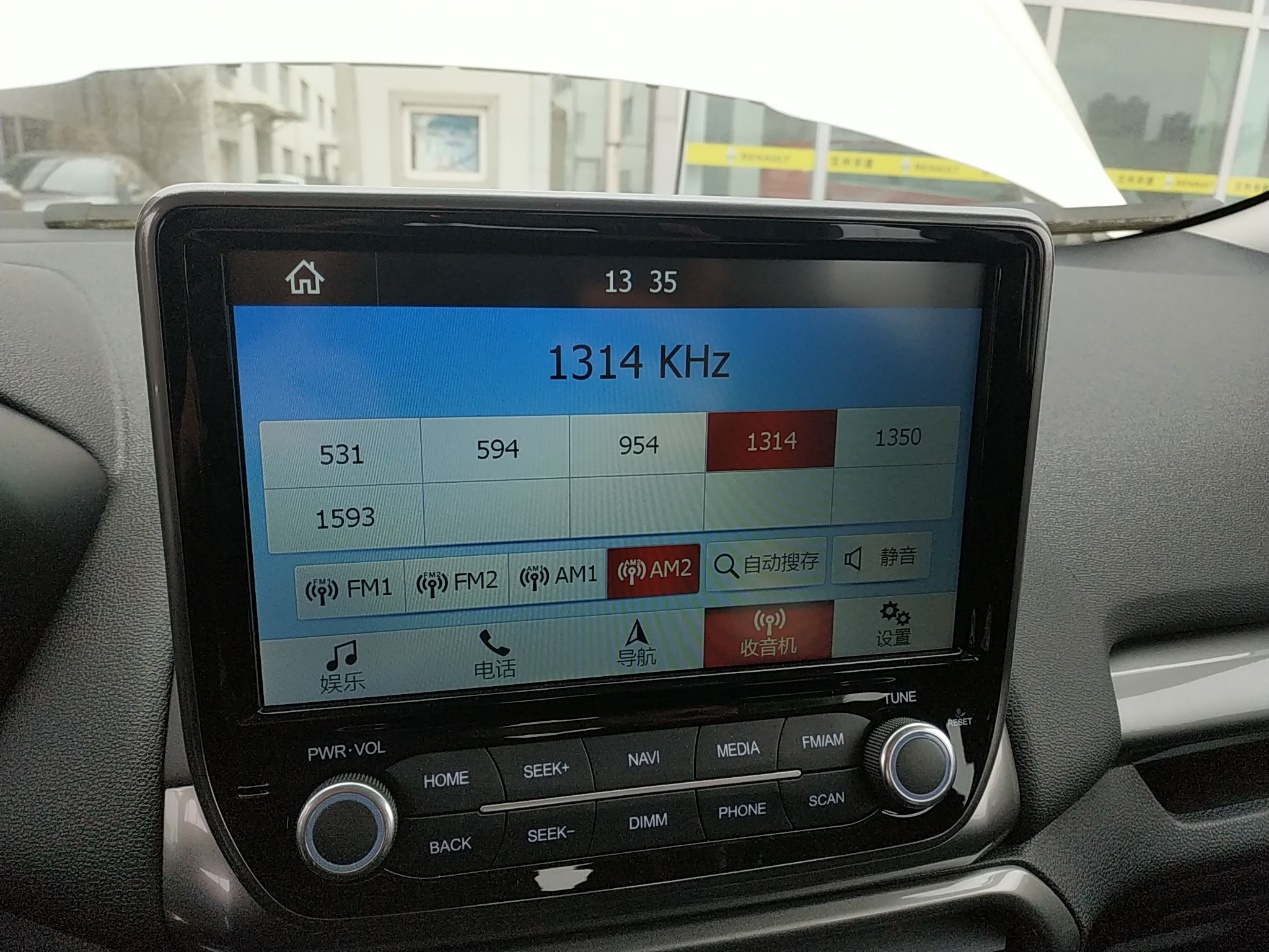 RENAULT
13 35
1314 KHz
531 594 954 1314 1350
1593
FM1 FM2 AM1 AM2 自动搜存 静音
娱乐 电话 导航 收音机 设置
TUNE
RESET
PWR·VOL
HOME SEEK+ NAVI MEDIA FM/AM
BACK SEEK- DIMM PHONE SCAN